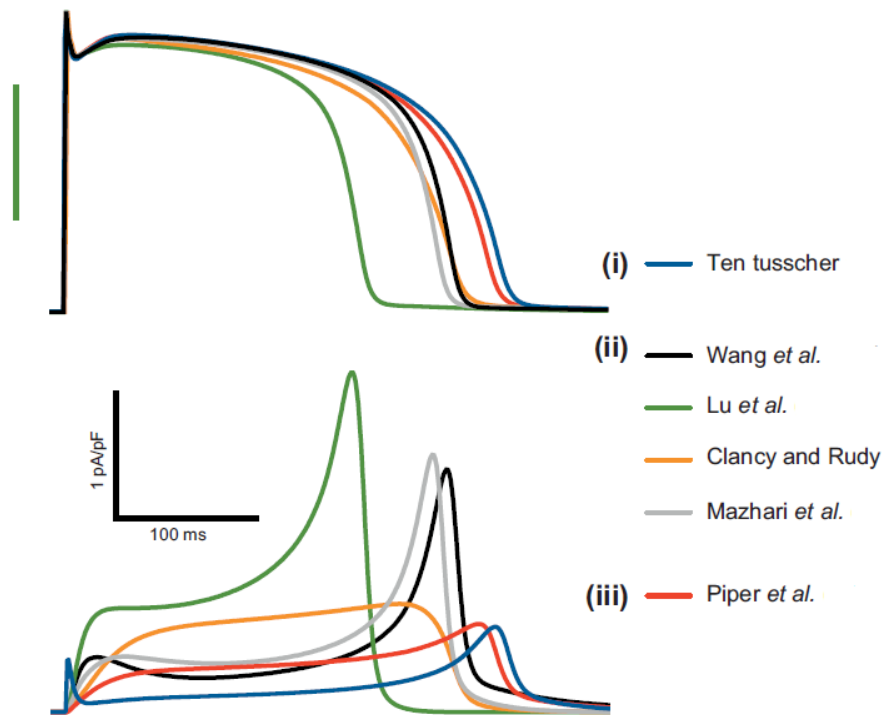 (i) Ten tusscher
(ii) Wang et al.
Lu et al.
Clancy and Rudy
Mazhari et al.
(iii) Piper et al.
1 pA/pF
100 ms